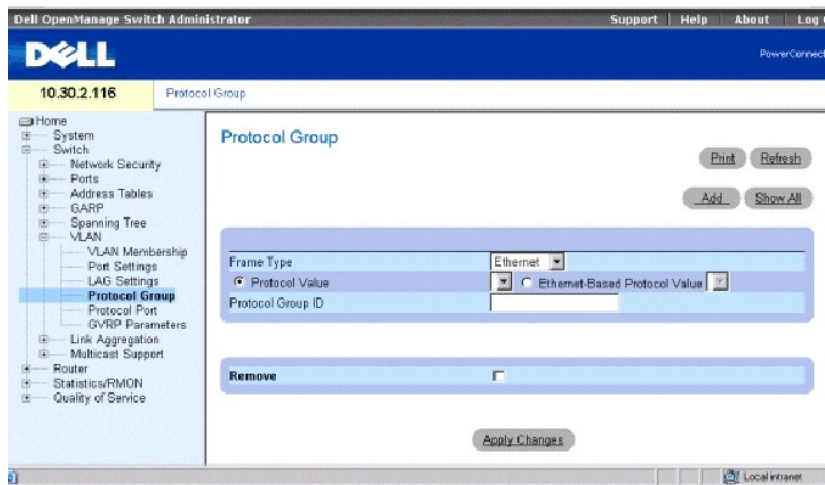 Dell OpenManage Switch Administrator
Support Help About Log
DELL
PowerConnect
10.30.2.116
Protocol Group
Home
System
Switch
Network Security
Ports
Address Tables
GARP
Spanning Tree
VLAN
VLAN Membership
Port Settings
LAG Settings
Protocol Group
Protocol Port
GVRP Parameters
Link Aggregation
Multicast Support
Router
Statistics/RMON
Quality of Service
Protocol Group
Print Refresh
Add Show All
Frame Type Ethernet
Protocol Value Ethernet-Based Protocol Value
Protocol Group ID
Remove
Apply Changes
Local intranet